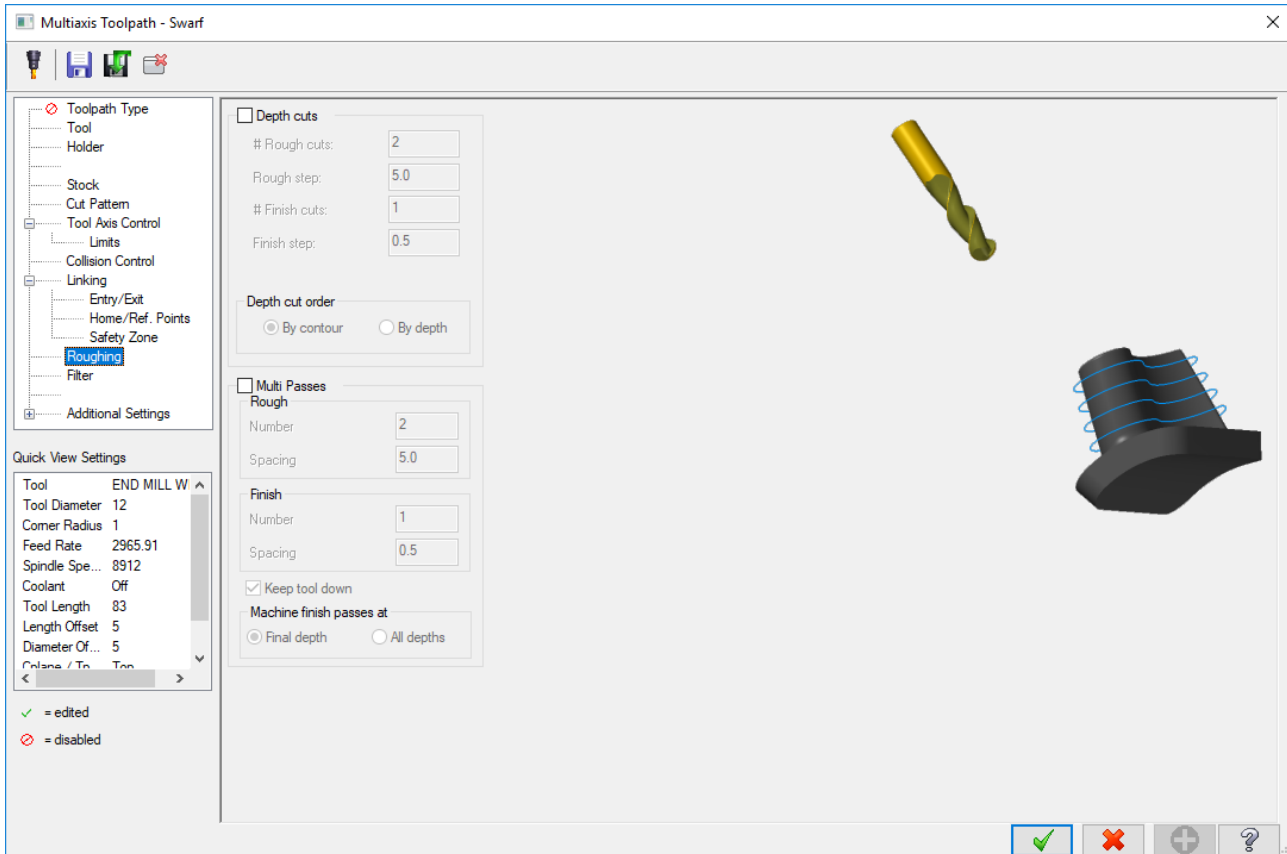 Multiaxis Toolpath - Swarf
Toolpath Type
Tool
Holder
Stock
Cut Pattern
Tool Axis Control
Limits
Collision Control
Linking
Entry/Exit
Home/Ref. Points
Safety Zone
Roughing
Filter
Additional Settings
Quick View Settings
Tool END MILL W
Tool Diameter 12
Corner Radius 1
Feed Rate 2965.91
Spindle Spe... 8912
Coolant Off
Tool Length 83
Length Offset 5
Diameter Of... 5
Cplane / Tp Top
= edited
= disabled
Depth cuts
# Rough cuts: 2
Rough step: 5.0
# Finish cuts: 1
Finish step: 0.5
Depth cut order
By contour By depth
Multi Passes
Rough
Number 2
Spacing 5.0
Finish
Number 1
Spacing 0.5
Keep tool down
Machine finish passes at
Final depth All depths